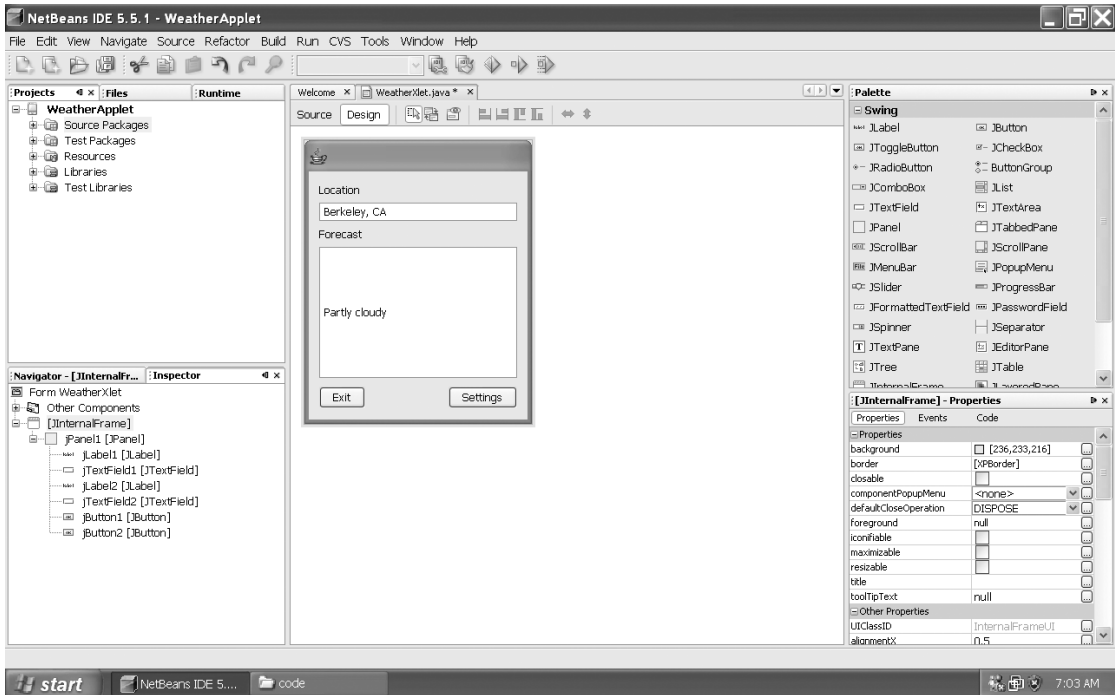 NetBeans IDE 5.5.1 - WeatherApplet
File Edit View Navigate Source Refactor Build Run CVS Tools Window Help
Projects Files Runtime
WeatherApplet
Source Packages
Test Packages
Resources
Libraries
Test Libraries
Navigator - [JInternalFr... Inspector
Form WeatherXlet
Other Components
[JInternalFrame]
jPanel1 [JPanel]
jLabel1 [JLabel]
jTextField1 [JTextField]
jLabel2 [JLabel]
jTextField2 [JTextField]
jButton1 [JButton]
jButton2 [JButton]
Welcome WeatherXlet.java *
Source Design
Location
Berkeley, CA
Forecast
Partly cloudy
Exit Settings
Palette
Swing
JLabel JButton
JToggleButton JCheckBox
JRadioButton ButtonGroup
JComboBox JList
JTextField JTextArea
JPanel JTabbedPane
JScrollBar JScrollPane
JMenuBar JPopupMenu
JSlider JProgressBar
JFormattedTextField JPasswordField
JSpinner JSeparator
JTextPane JEditorPane
JTree JTable
JInternalFrame JLayeredPane
[JInternalFrame] - Properties
Properties Events Code
Properties
background [236,233,216]
border [XPBorder]
closable
componentPopupMenu <none>
defaultCloseOperation DISPOSE
foreground null
iconifiable
maximizable
resizable
title
toolTipText null
Other Properties
UIClassID InternalFrameUI
alignmentX 0.5
start NetBeans IDE 5.... code 7:03 AM